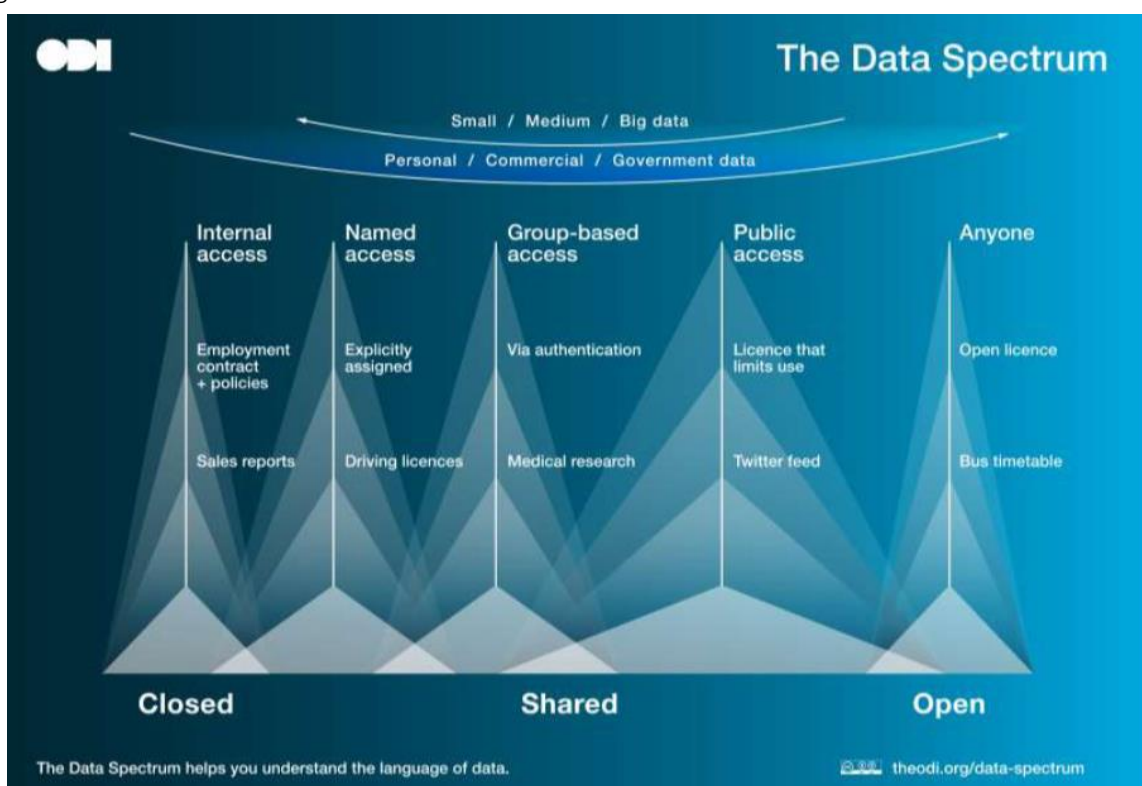 ODI
The Data Spectrum
Small / Medium / Big data
Personal / Commercial / Government data
Internal
access
Named
access
Group-based
access
Public
access
Anyone
Employment
contract
+ policies
Explicitly
assigned
Via authentication
Licence that
limits use
Open licence
Sales reports
Driving licences
Medical research
Twitter feed
Bus timetable
Closed
Shared
Open
The Data Spectrum helps you understand the language of data.
theodi.org/data-spectrum